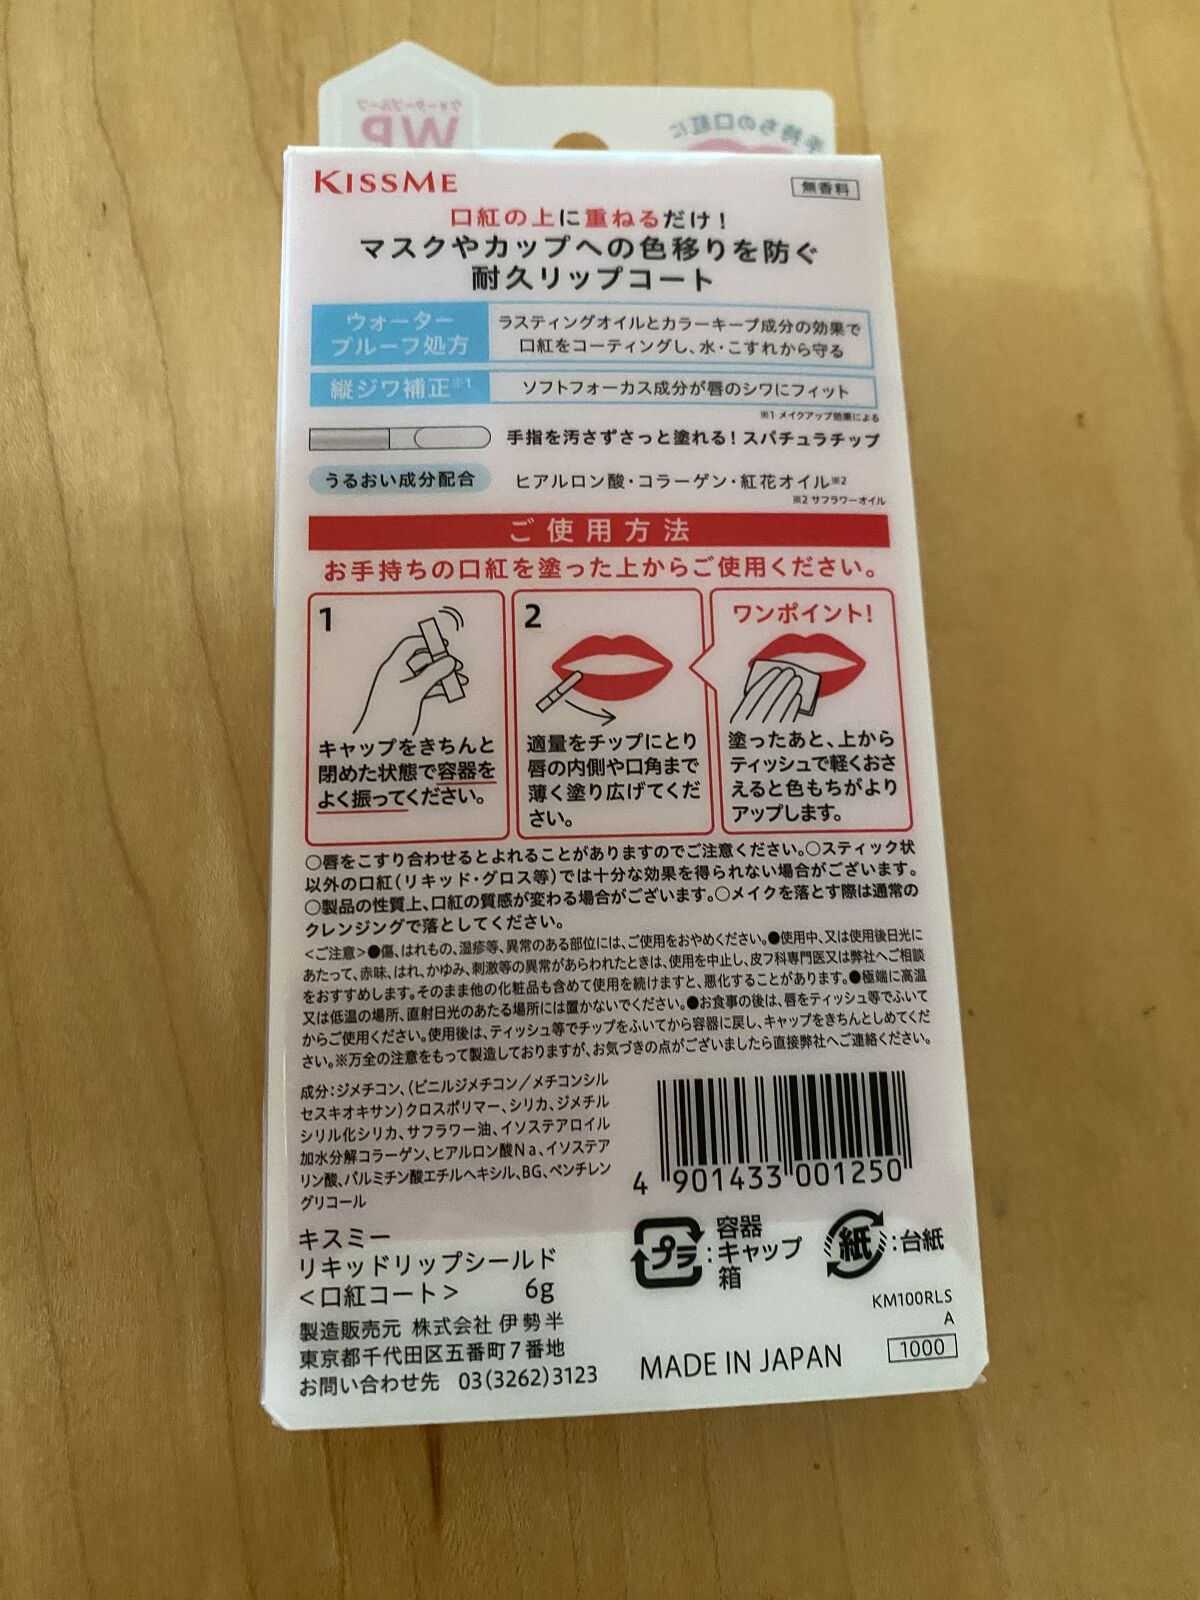 ウォータープルーフ
WP
手持ちの口紅に
KISSME
無香料
口紅の上に重ねるだけ！
マスクやカップへの色移りを防ぐ
耐久リップコート
ウォーター
プルーフ処方
ラスティングオイルとカラーキープ成分の効果で
口紅をコーティングし、水・こすれから守る
縦ジワ補正※1
ソフトフォーカス成分が唇のシワにフィット
※1 メイクアップ効果による
手指を汚さずさっと塗れる！スパチュラチップ
うるおい成分配合
ヒアルロン酸・コラーゲン・紅花オイル※2
※2 サフラワーオイル
ご使用方法
お手持ちの口紅を塗った上からご使用ください。
1
キャップをきちんと
閉めた状態で容器を
よく振ってください。
2
適量をチップにとり
唇の内側や口角まで
薄く塗り広げてくだ
さい。
ワンポイント！
塗ったあと、上から
ティッシュで軽くおさ
えると色もちがより
アップします。
○唇をこすり合わせるとよれることがありますのでご注意ください。○スティック状
以外の口紅（リキッド・グロス等）では十分な効果を得られない場合がございます。
○製品の性質上、口紅の質感が変わる場合がございます。○メイクを落とす際は通常の
クレンジングで落としてください。
<ご注意>●傷、はれもの、湿疹等、異常のある部位には、ご使用をおやめください。●使用中、又は使用後日光に
あたって、赤味、はれ、かゆみ、刺激等の異常があらわれたときは、使用を中止し、皮フ科専門医又は弊社へご相談
をおすすめします。そのまま他の化粧品も含めて使用を続けますと、悪化することがあります。●極端に高温
又は低温の場所、直射日光のあたる場所には置かないでください。●お食事の後は、唇をティッシュ等でふいて
からご使用ください。使用後は、ティッシュ等でチップをふいてから容器に戻し、キャップをきちんとしめてくだ
さい。※万全の注意をもって製造しておりますが、お気づきの点がございましたら直接弊社へご連絡ください。
成分：ジメチコン、（ビニルジメチコン／メチコンシル
セスキオキサン）クロスポリマー、シリカ、ジメチル
シリル化シリカ、サフラワー油、イソステアロイル
加水分解コラーゲン、ヒアルロン酸Na、イソステア
リン酸、パルミチン酸エチルヘキシル、BG、ペンチレン
グリコール
4 901433 001250
キスミー
リキッドリップシールド
<口紅コート> 6g
製造販売元 株式会社 伊勢半
東京都千代田区五番町7番地
お問い合わせ先 03(3262)3123
プラ
：
容器
キャップ
箱
紙
：台紙
KM100RLS
A
MADE IN JAPAN
1000